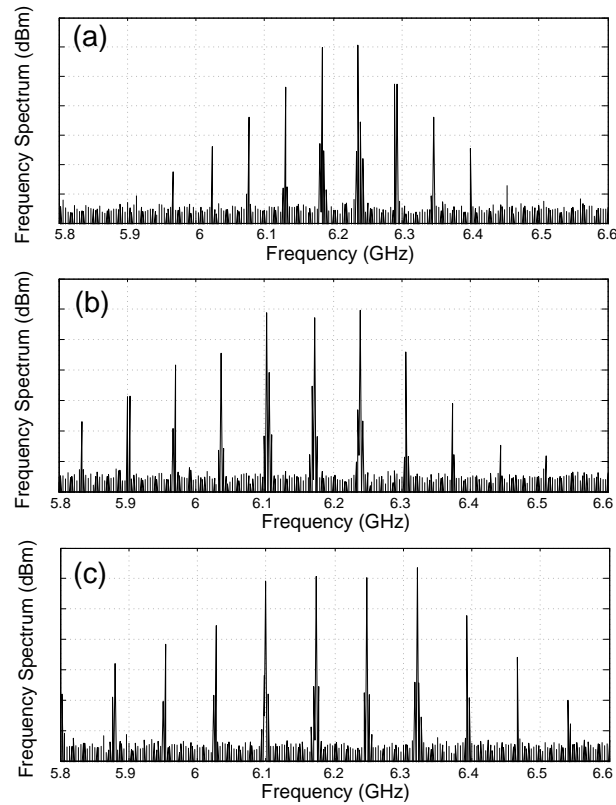 (a)
Frequency Spectrum (dBm)
5.8 5.9 6 6.1 6.2 6.3 6.4 6.5 6.6
Frequency (GHz)
(b)
Frequency Spectrum (dBm)
5.8 5.9 6 6.1 6.2 6.3 6.4 6.5 6.6
Frequency (GHz)
(c)
Frequency Spectrum (dBm)
5.8 5.9 6 6.1 6.2 6.3 6.4 6.5 6.6
Frequency (GHz)